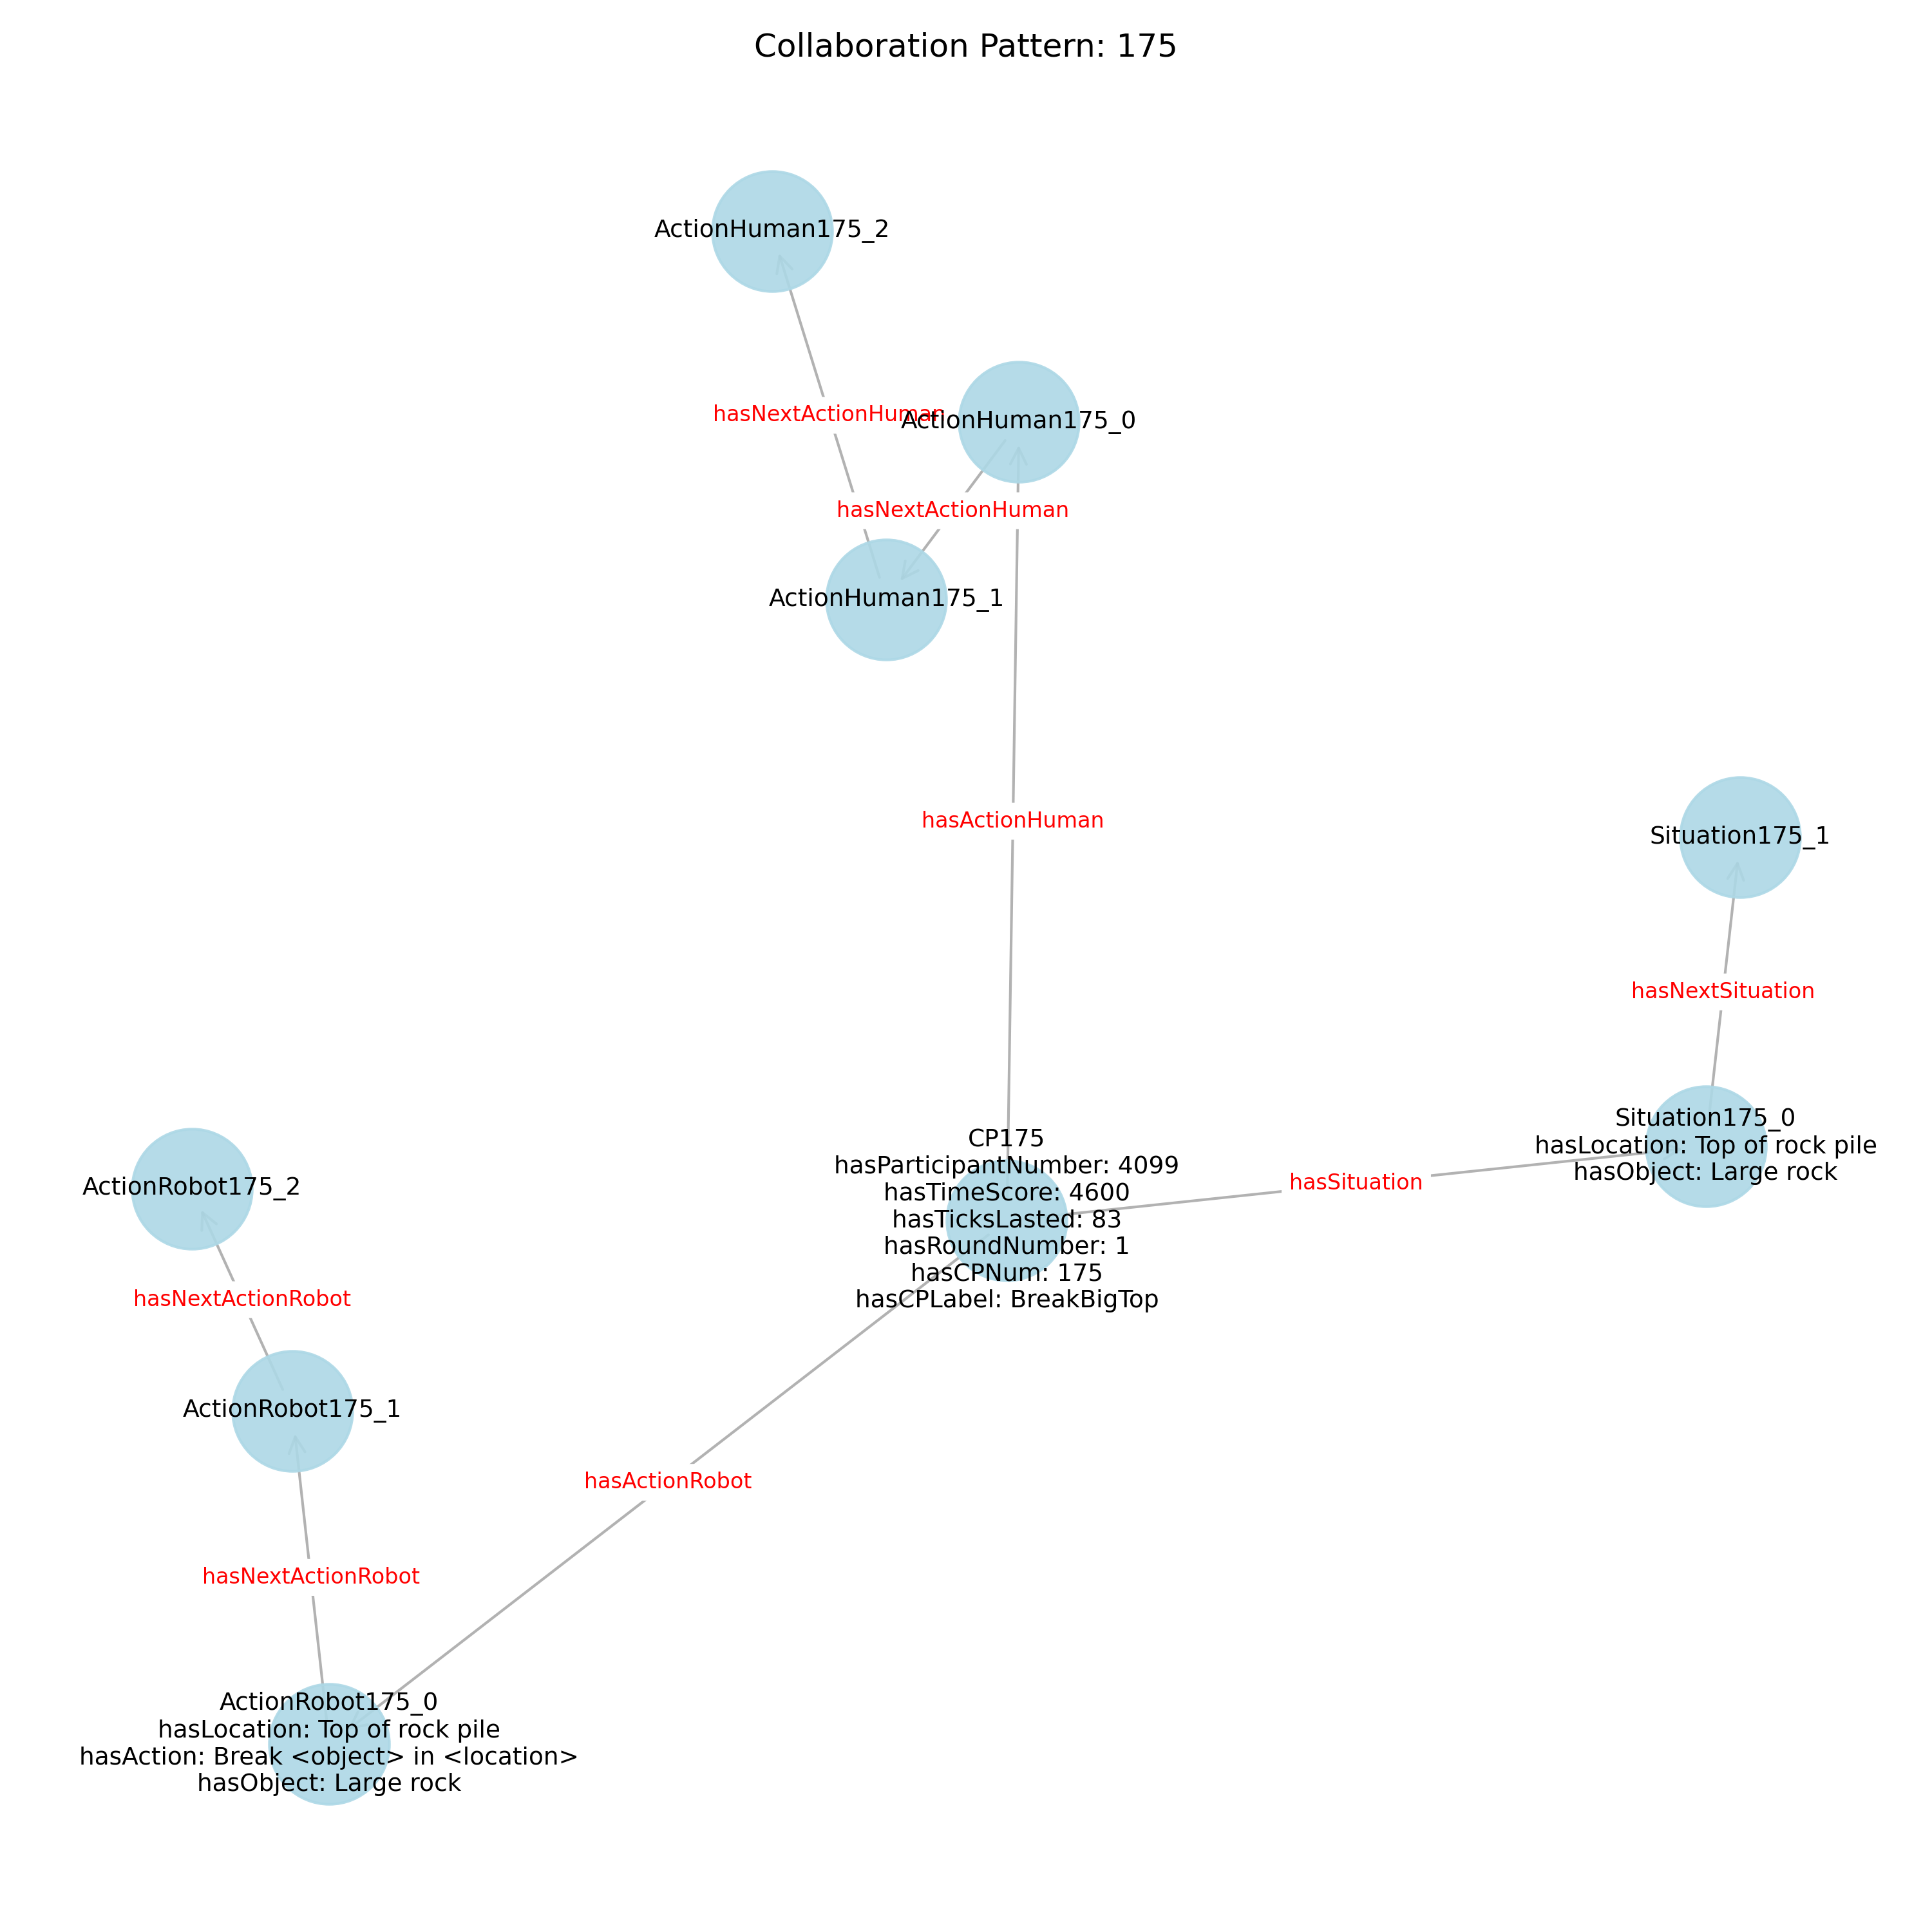 Collaboration Pattern: 175
ActionHuman175_2
hasNextActionHuman
ActionHuman175_0
hasNextActionHuman
ActionHuman175_1
hasActionHuman
Situation175_1
hasNextSituation
Situation175_0
hasLocation: Top of rock pile
hasObject: Large rock
hasSituation
CP175
hasParticipantNumber: 4099
hasTimeScore: 4600
hasTicksLasted: 83
hasRoundNumber: 1
hasCPNum: 175
hasCPLabel: BreakBigTop
ActionRobot175_2
hasNextActionRobot
ActionRobot175_1
hasActionRobot
hasNextActionRobot
ActionRobot175_0
hasLocation: Top of rock pile
hasAction: Break <object> in <location>
hasObject: Large rock